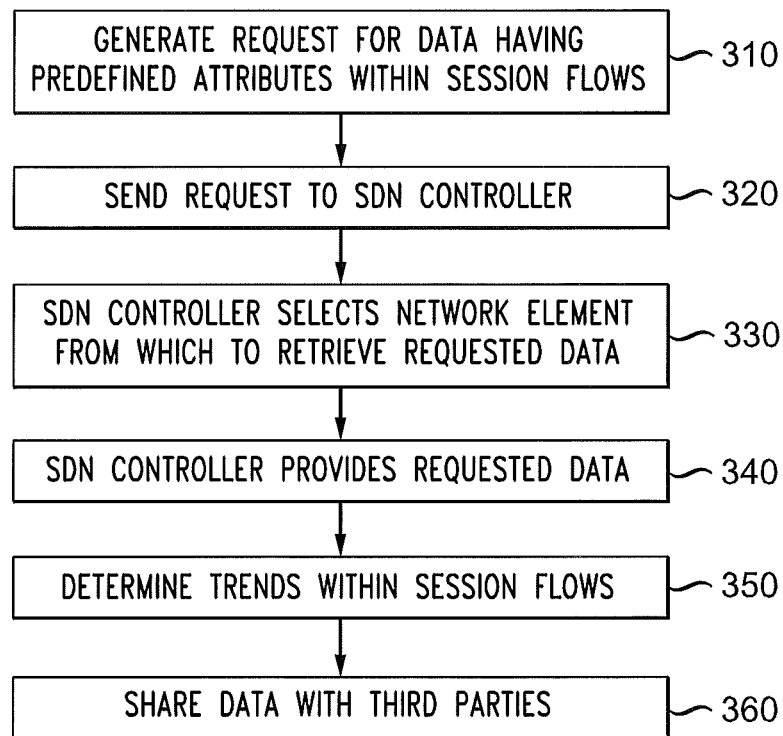 GENERATE REQUEST FOR DATA HAVING
PREDEFINED ATTRIBUTES WITHIN SESSION FLOWS
310
SEND REQUEST TO SDN CONTROLLER
320
SDN CONTROLLER SELECTS NETWORK ELEMENT
FROM WHICH TO RETRIEVE REQUESTED DATA
330
SDN CONTROLLER PROVIDES REQUESTED DATA
340
DETERMINE TRENDS WITHIN SESSION FLOWS
350
SHARE DATA WITH THIRD PARTIES
360